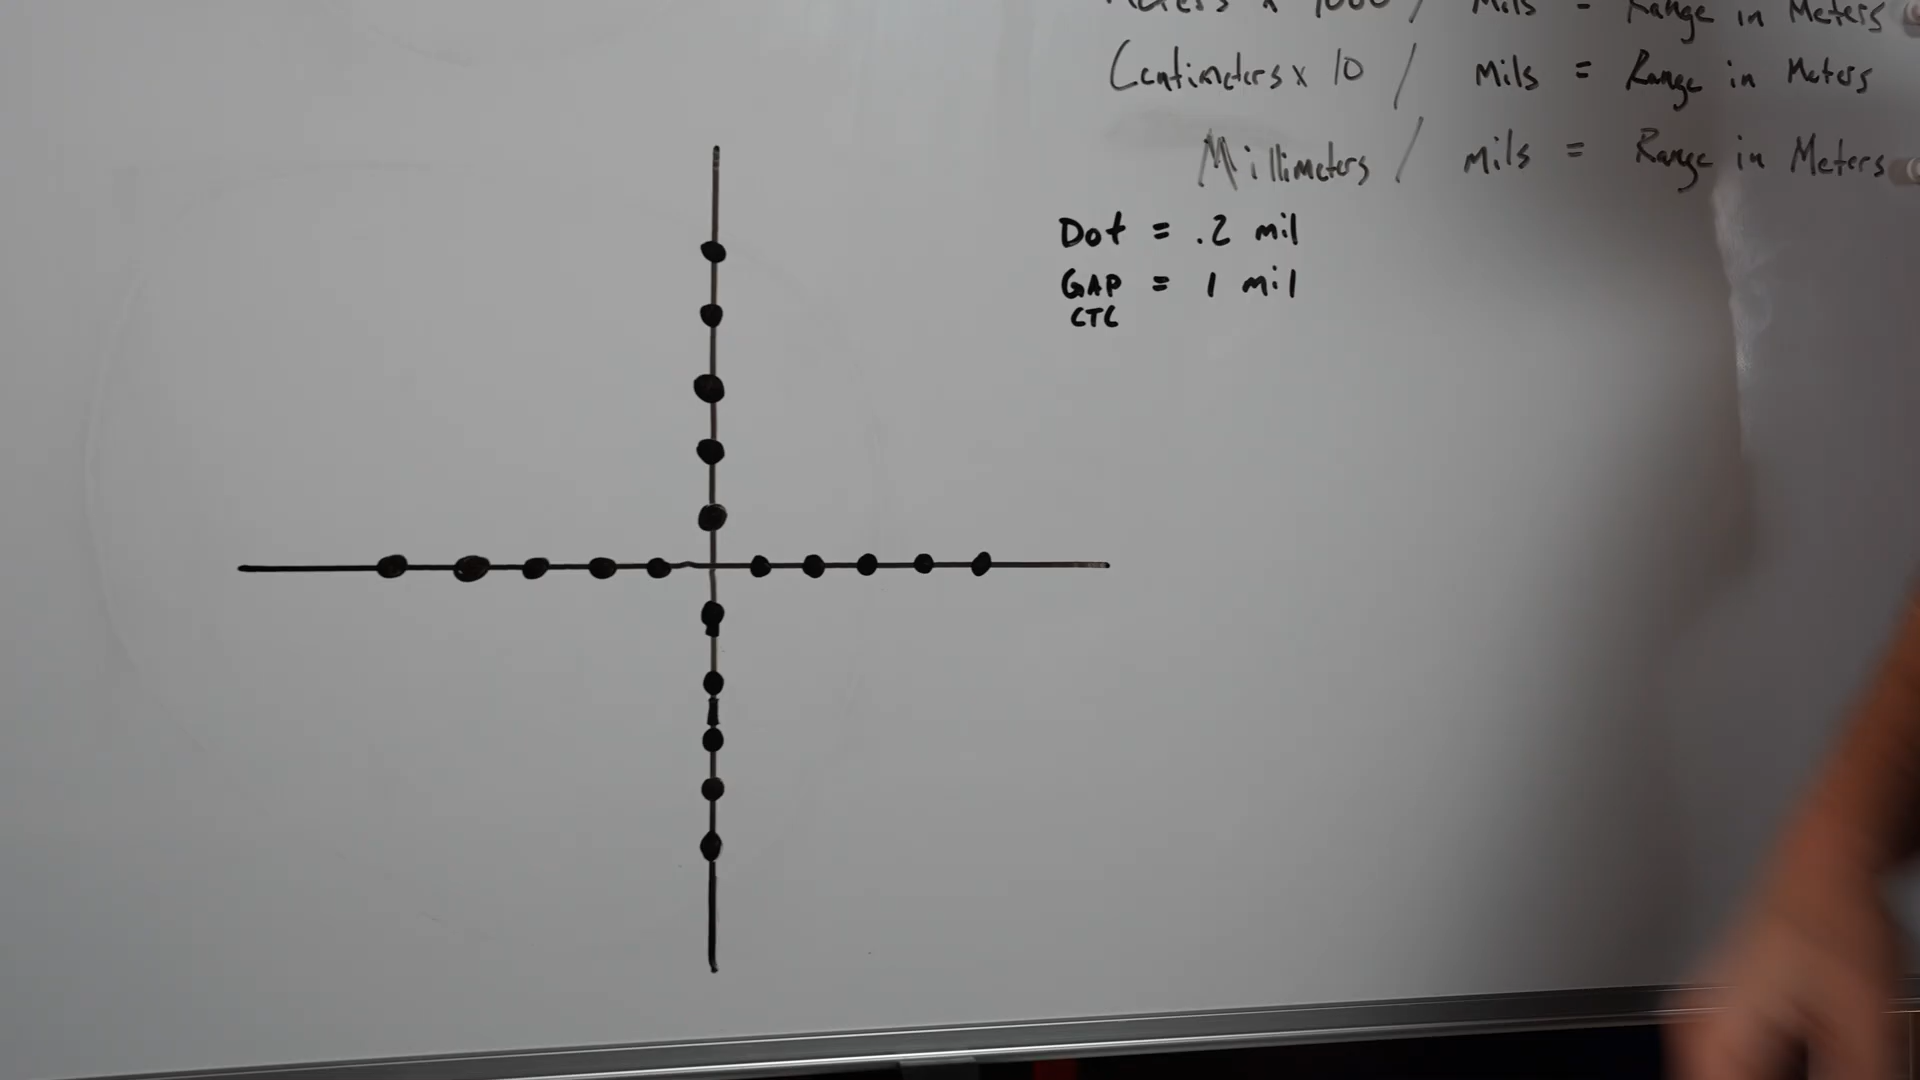 Meters x 1000 / Mils = Range in Meters
Centimeters x 10 / Mils = Range in Meters
Millimeters / mils = Range in Meters
Dot = .2 mil
GAP = 1 mil
CTC